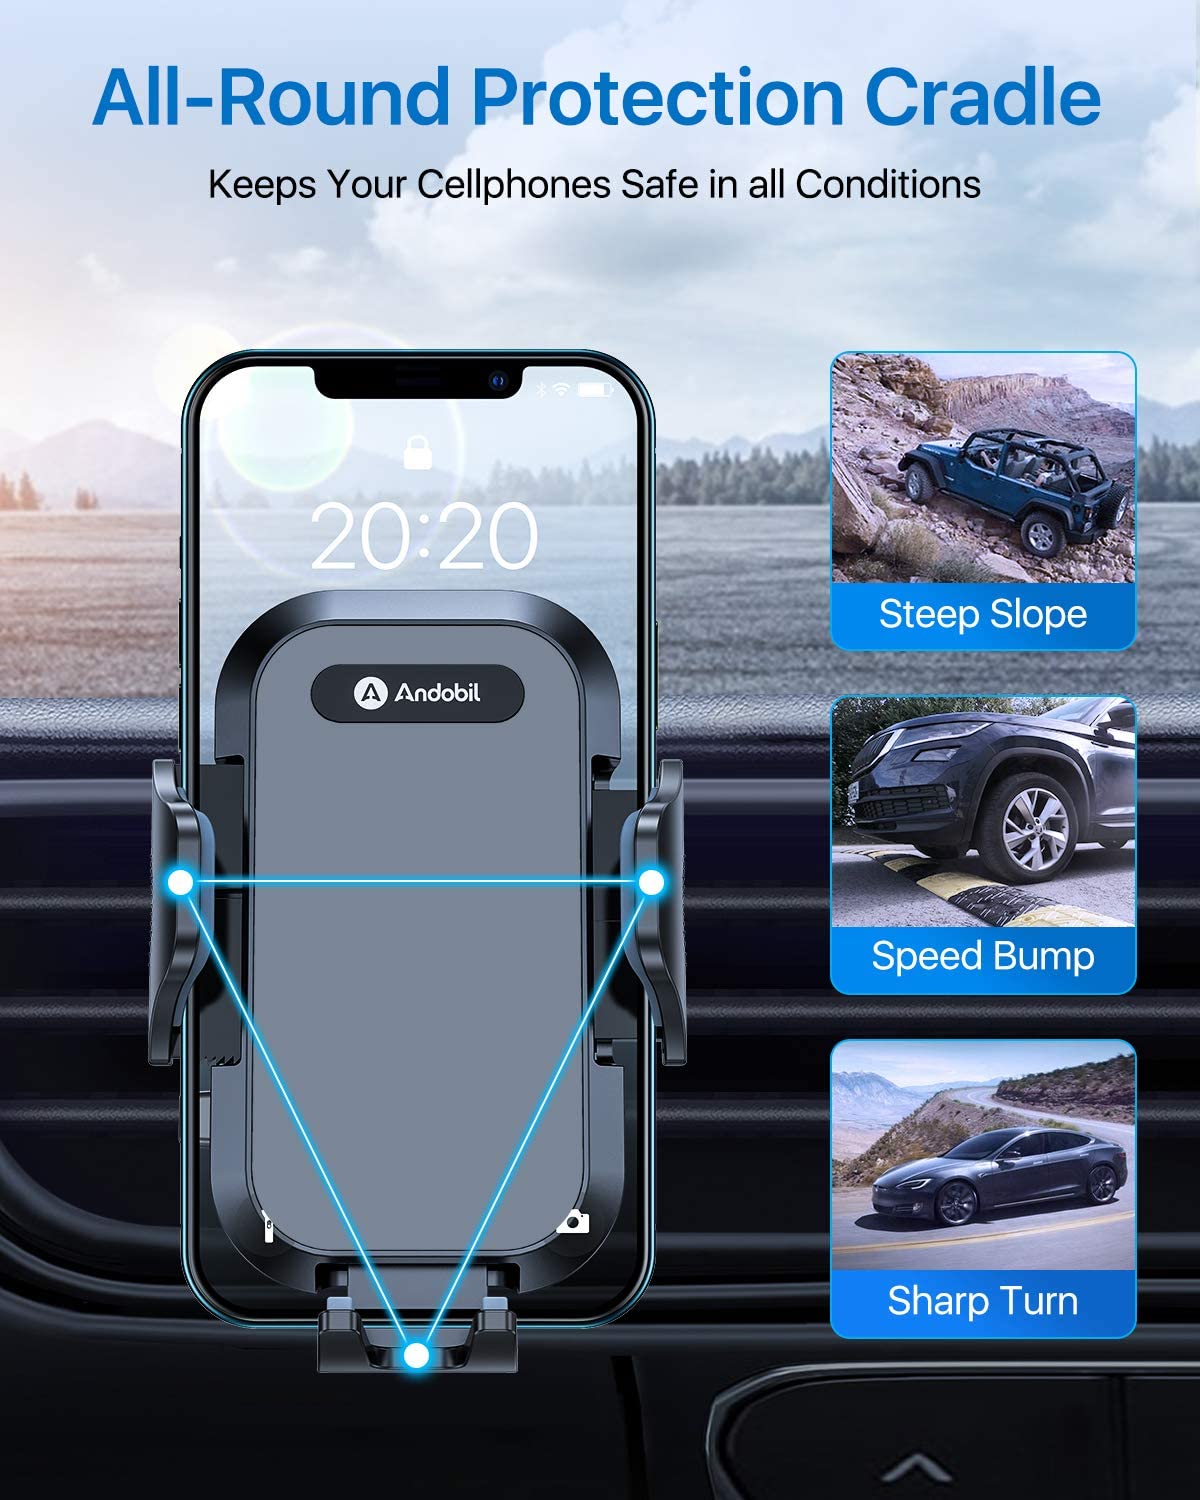 All-Round Protection Cradle
Keeps Your Cellphones Safe in all Conditions
20:20
Andobil
Steep Slope
Speed Bump
Sharp Turn